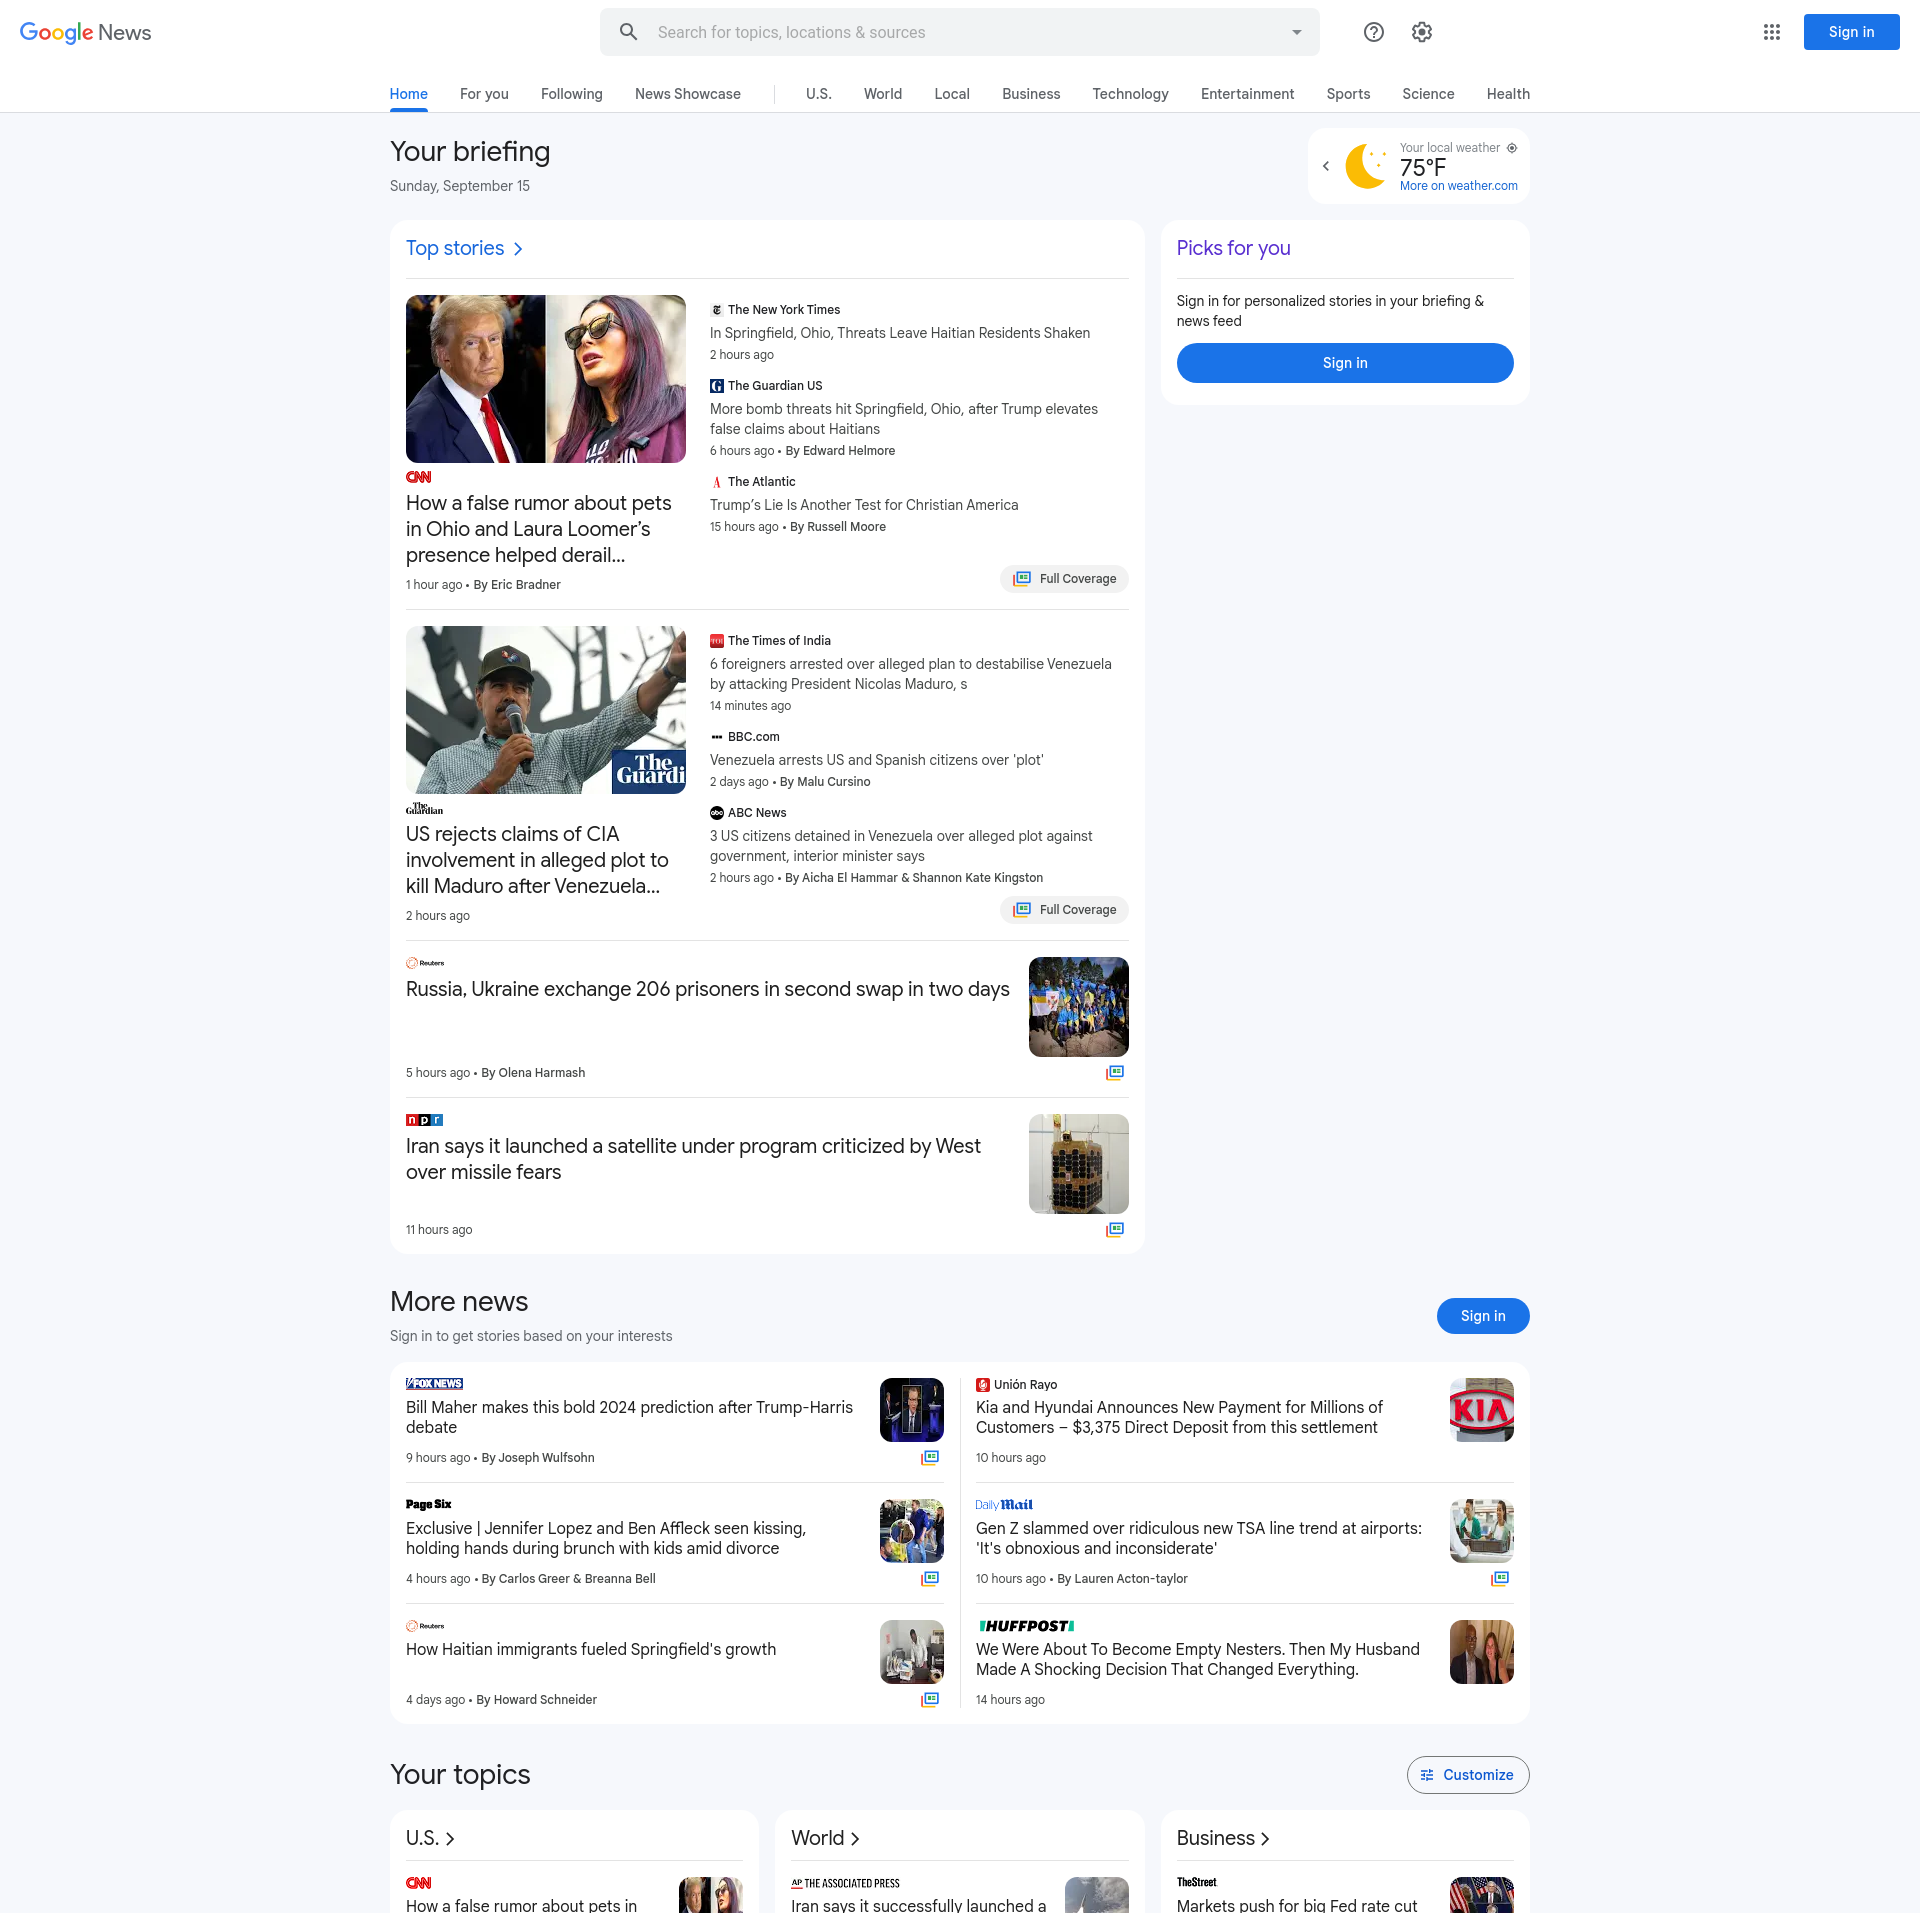 Google News
Search for topics, locations & sources
Sign in
Home
For you
Following
News Showcase
U.S.
World
Local
Business
Technology
Entertainment
Sports
Science
Health
Your briefing
Sunday, September 15
Your local weather
75°F
More on weather.com
Top stories
CNN
How a false rumor about pets
in Ohio and Laura Loomer’s
presence helped derail...
1 hour ago • By Eric Bradner
The New York Times
In Springfield, Ohio, Threats Leave Haitian Residents Shaken
2 hours ago
The Guardian US
More bomb threats hit Springfield, Ohio, after Trump elevates
false claims about Haitians
6 hours ago • By Edward Helmore
The Atlantic
Trump’s Lie Is Another Test for Christian America
15 hours ago • By Russell Moore
Full Coverage
Picks for you
Sign in for personalized stories in your briefing &
news feed
Sign in
The
Guardi
The
Guardian
US rejects claims of CIA
involvement in alleged plot to
kill Maduro after Venezuela...
2 hours ago
The Times of India
6 foreigners arrested over alleged plan to destabilise Venezuela
by attacking President Nicolas Maduro, s
14 minutes ago
BBC.com
Venezuela arrests US and Spanish citizens over 'plot'
2 days ago • By Malu Cursino
abc
ABC News
3 US citizens detained in Venezuela over alleged plot against
government, interior minister says
2 hours ago • By Aicha El Hammar & Shannon Kate Kingston
Full Coverage
Reuters
Russia, Ukraine exchange 206 prisoners in second swap in two days
5 hours ago • By Olena Harmash
npr
Iran says it launched a satellite under program criticized by West
over missile fears
11 hours ago
More news
Sign in to get stories based on your interests
Sign in
FOX NEWS
Bill Maher makes this bold 2024 prediction after Trump-Harris
debate
9 hours ago • By Joseph Wulfsohn
Unión Rayo
Kia and Hyundai Announces New Payment for Millions of
Customers – $3,375 Direct Deposit from this settlement
10 hours ago
KIA
Page Six
Exclusive | Jennifer Lopez and Ben Affleck seen kissing,
holding hands during brunch with kids amid divorce
4 hours ago • By Carlos Greer & Breanna Bell
Daily Mail
Gen Z slammed over ridiculous new TSA line trend at airports:
'It's obnoxious and inconsiderate'
10 hours ago • By Lauren Acton-taylor
Reuters
How Haitian immigrants fueled Springfield's growth
4 days ago • By Howard Schneider
HUFFPOST
We Were About To Become Empty Nesters. Then My Husband
Made A Shocking Decision That Changed Everything.
14 hours ago
Your topics
Customize
U.S.
CNN
How a false rumor about pets in
World
AP THE ASSOCIATED PRESS
Iran says it successfully launched a
Business
TheStreet
Markets push for big Fed rate cut